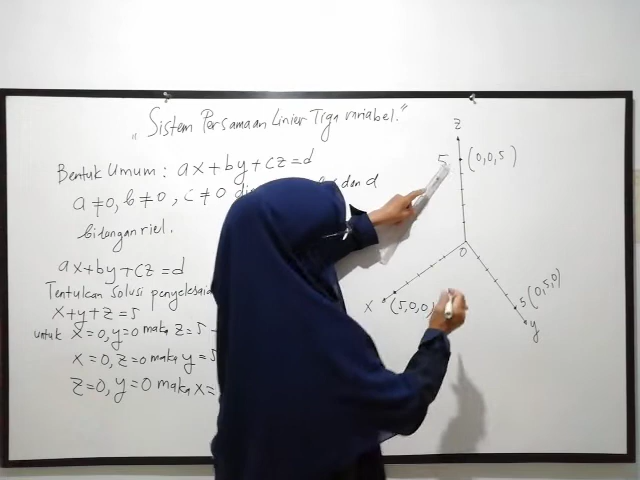 „Sistem Persamaan Linier Tiga variabel.”
Bentuk Umum : ax+by+cz=d
a≠0, b≠0, c≠0 dan d
bilangan riel.
ax+by+cz=d
Tentukan solusi
x+y+z=5
untuk x=0, y=0 maka z=5
x=0, z=0 maka y=5
z=0, y=0 maka x=
z
5 (0,0,5)
0
x (5,0,0)
5 (0,5,0)
y